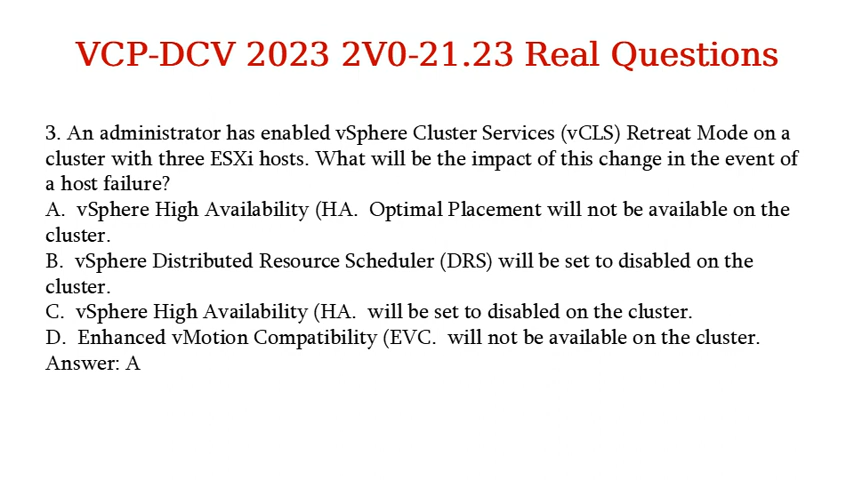 VCP-DCV 2023 2V0-21.23 Real Questions
3. An administrator has enabled vSphere Cluster Services (vCLS) Retreat Mode on a
cluster with three ESXi hosts. What will be the impact of this change in the event of
a host failure?
A.  vSphere High Availability (HA.  Optimal Placement will not be available on the
cluster.
B.  vSphere Distributed Resource Scheduler (DRS) will be set to disabled on the
cluster.
C.  vSphere High Availability (HA.  will be set to disabled on the cluster.
D.  Enhanced vMotion Compatibility (EVC.  will not be available on the cluster.
Answer: A